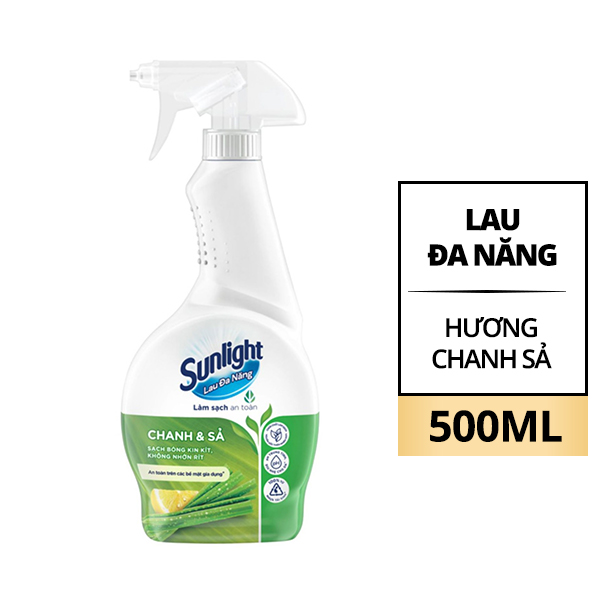 Sunlight
Lau Đa Năng
Làm sạch an toàn
CHANH & SẢ
SẠCH BÓNG KIN KÍT,
KHÔNG NHỜN RÍT
An toàn trên các bề mặt gia dụng*
LAU
ĐA NĂNG
HƯƠNG
CHANH SẢ
500ML